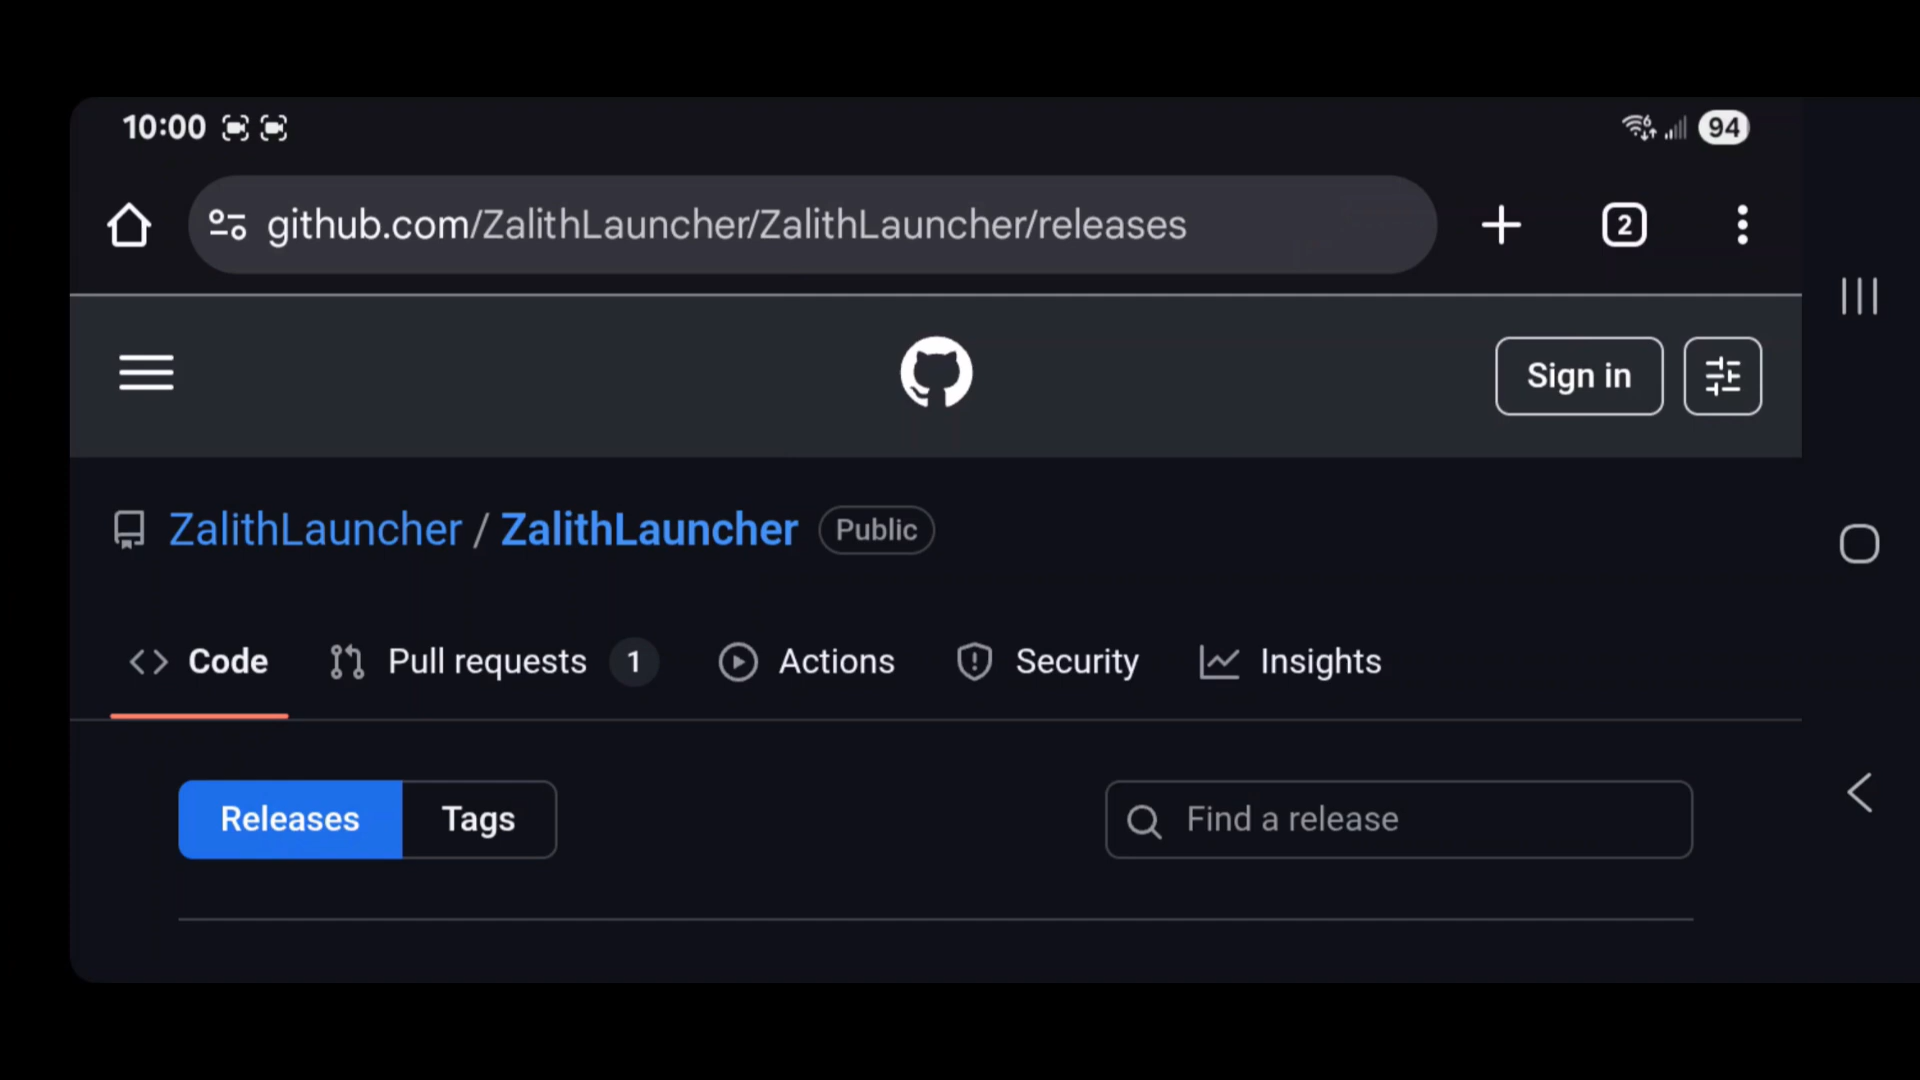 10:00
94
github.com/ZalithLauncher/ZalithLauncher/releases
2
Sign in
ZalithLauncher / ZalithLauncher Public
Code Pull requests 1 Actions Security Insights
Releases Tags Find a release